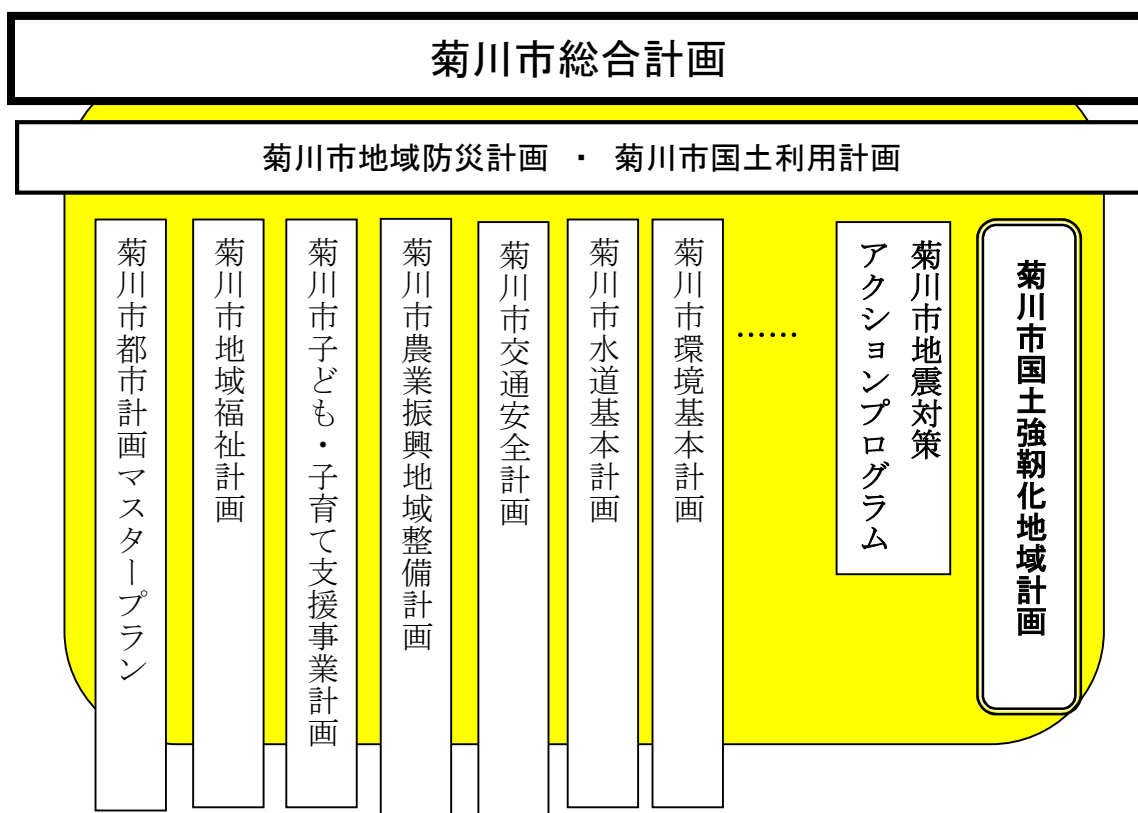 菊川市総合計画
菊川市地域防災計画 ・ 菊川市国土利用計画
菊川市都市計画マスタープラン
菊川市地域福祉計画
菊川市子ども・子育て支援事業計画
菊川市農業振興地域整備計画
菊川市交通安全計画
菊川市水道基本計画
菊川市環境基本計画
……
菊川市地震対策
アクションプログラム
菊川市国土強靭化地域計画